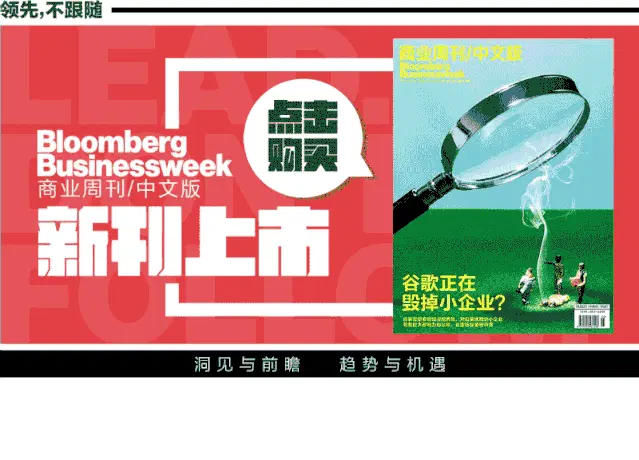 领先,不跟随
LEAD.
FOLLOW
Bloomberg
Businessweek
商业周刊/中文版
新刊上市
点击
购买
商业周刊/中文版
Bloomberg
Businessweek
谷歌正在
毁掉小企业?
洞见与前瞻 趋势与机遇